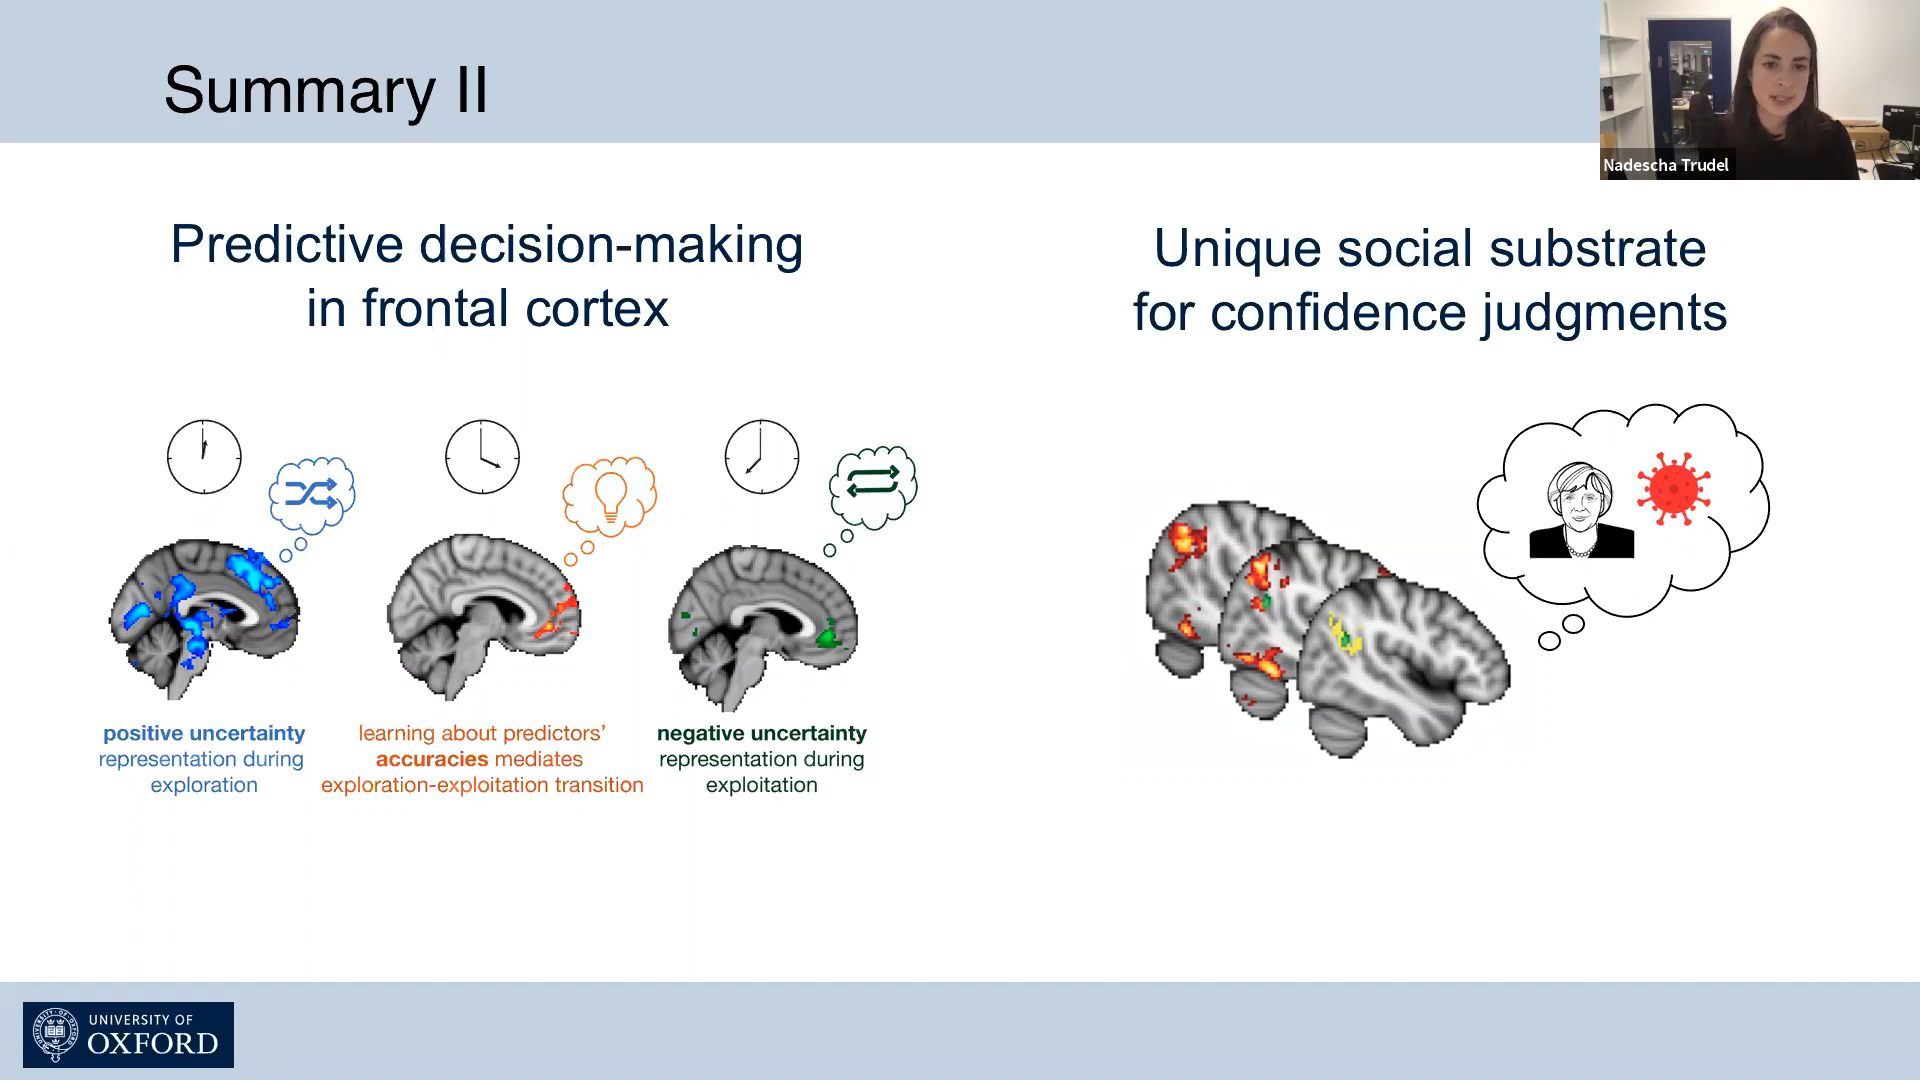 Summary II
Nadescha Trudel
Predictive decision-making
in frontal cortex
Unique social substrate
for confidence judgments
positive uncertainty
representation during
exploration
learning about predictors’
accuracies mediates
exploration-exploitation transition
negative uncertainty
representation during
exploitation
UNIVERSITY OF
OXFORD